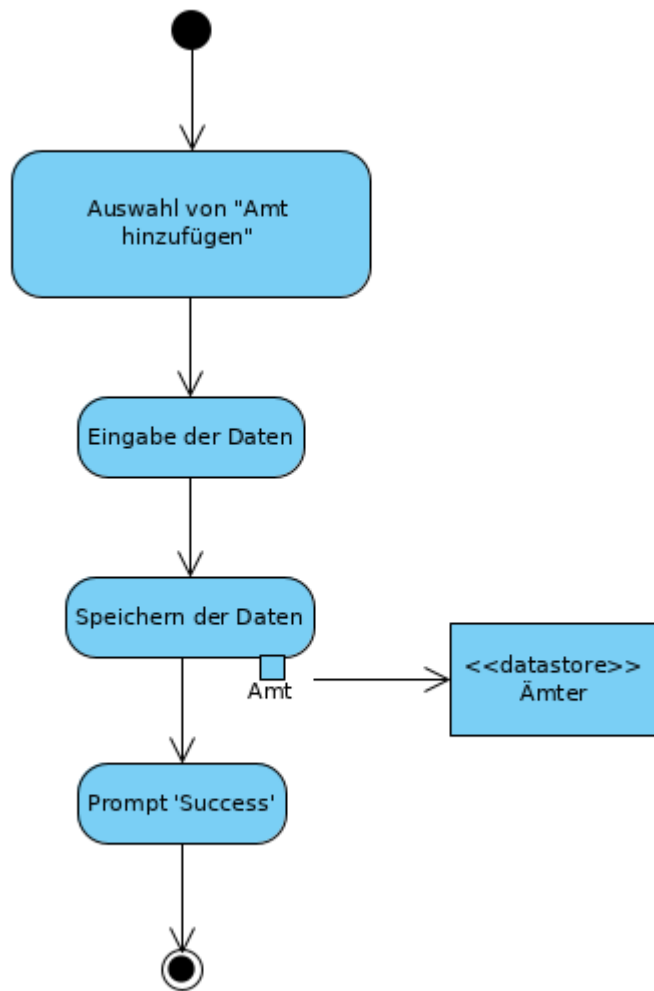 Auswahl von "Amt
hinzufügen"
Eingabe der Daten
Speichern der Daten
Amt
<<datastore>>
Ämter
Prompt 'Success'